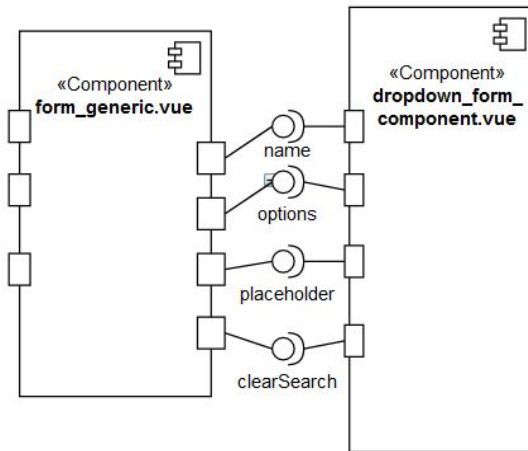 «Component»
form_generic.vue
«Component»
dropdown_form_
component.vue
name
options
placeholder
clearSearch